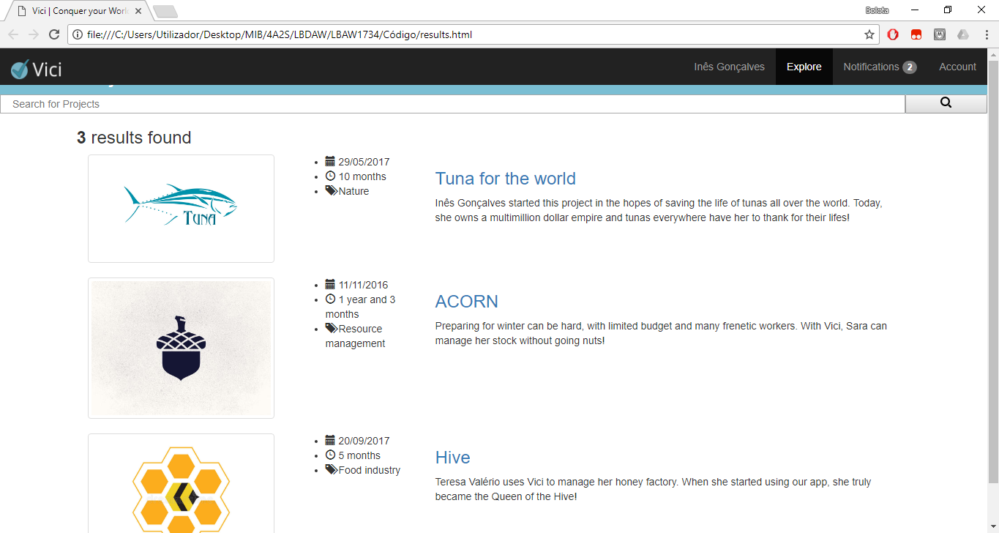 Vici | Conquer your Worl
Bolota
file:///C:/Users/Utilizador/Desktop/MIB/4A2S/LBDAW/LBAW1734/Código/results.html
Vici
Inês Gonçalves
Explore
Notifications 2
Account
Search for Projects
3 results found
TUNA
29/05/2017
10 months
Nature
Tuna for the world
Inês Gonçalves started this project in the hopes of saving the life of tunas all over the world. Today,
she owns a multimillion dollar empire and tunas everywhere have her to thank for their lifes!
11/11/2016
1 year and 3
months
Resource
management
ACORN
Preparing for winter can be hard, with limited budget and many frenetic workers. With Vici, Sara can
manage her stock without going nuts!
20/09/2017
5 months
Food industry
Hive
Teresa Valério uses Vici to manage her honey factory. When she started using our app, she truly
became the Queen of the Hive!